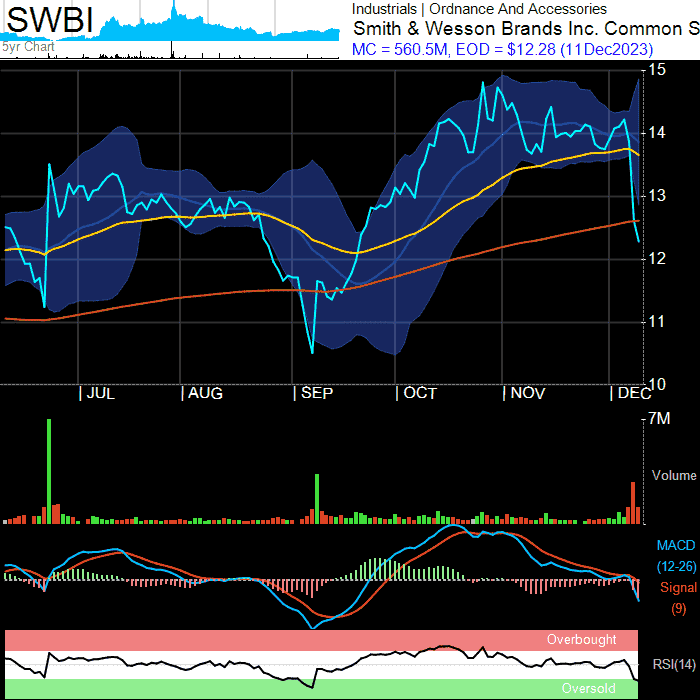 SWBI
5yr Chart
Industrials | Ordnance And Accessories
Smith & Wesson Brands Inc. Common S
MC = 560.5M, EOD = $12.28 (11Dec2023)
15
14
13
12
11
10
| JUL | AUG | SEP | OCT | NOV | DEC
7M
Volume
MACD
(12-26)
Signal
(9)
Overbought
RSI(14)
Oversold